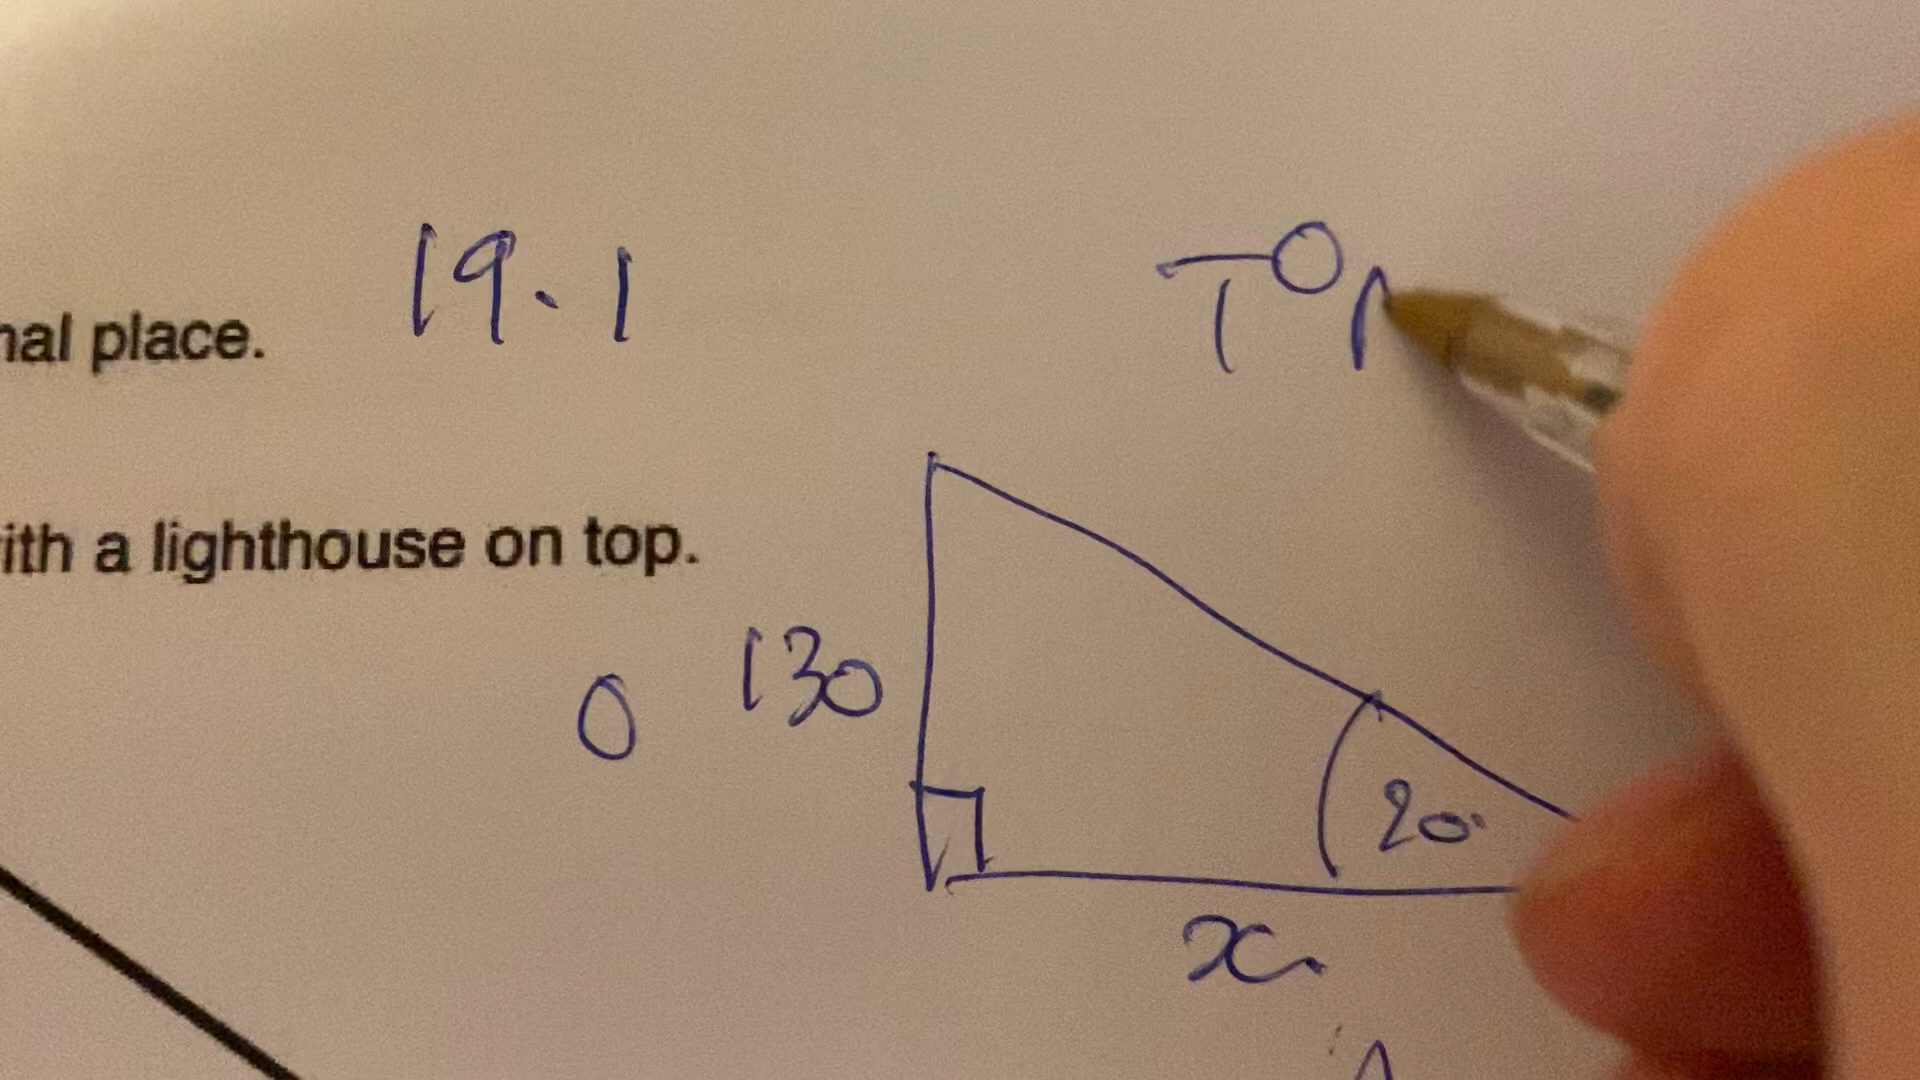 19.1
TOA
nal place.
ith a lighthouse on top.
O 130
20°
x
A